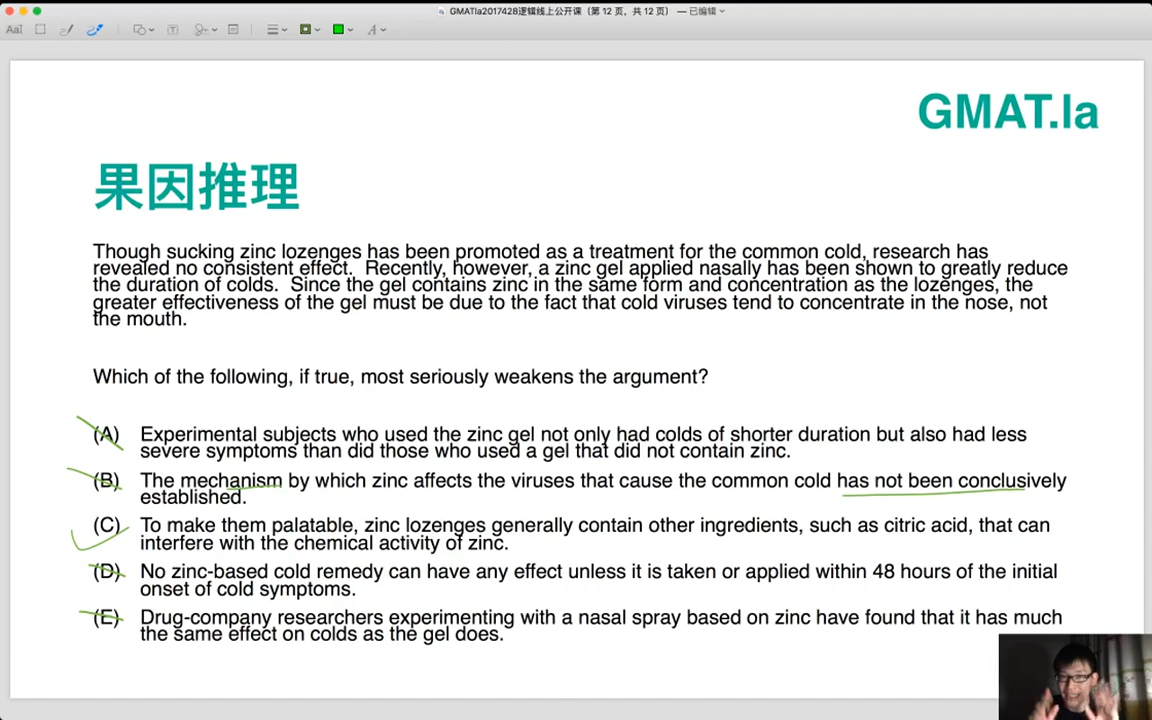 GMATla2017428逻辑线上公开课（第 12 页，共 12 页） — 已编辑
AaI
GMAT.la
果因推理
Though sucking zinc lozenges has been promoted as a treatment for the common cold, research has
revealed no consistent effect. Recently, however, a zinc gel applied nasally has been shown to greatly reduce
the duration of colds. Since the gel contains zinc in the same form and concentration as the lozenges, the
greater effectiveness of the gel must be due to the fact that cold viruses tend to concentrate in the nose, not
the mouth.
Which of the following, if true, most seriously weakens the argument?
(A) Experimental subjects who used the zinc gel not only had colds of shorter duration but also had less
severe symptoms than did those who used a gel that did not contain zinc.
(B) The mechanism by which zinc affects the viruses that cause the common cold has not been conclusively
established.
(C) To make them palatable, zinc lozenges generally contain other ingredients, such as citric acid, that can
interfere with the chemical activity of zinc.
(D) No zinc-based cold remedy can have any effect unless it is taken or applied within 48 hours of the initial
onset of cold symptoms.
(E) Drug-company researchers experimenting with a nasal spray based on zinc have found that it has much
the same effect on colds as the gel does.